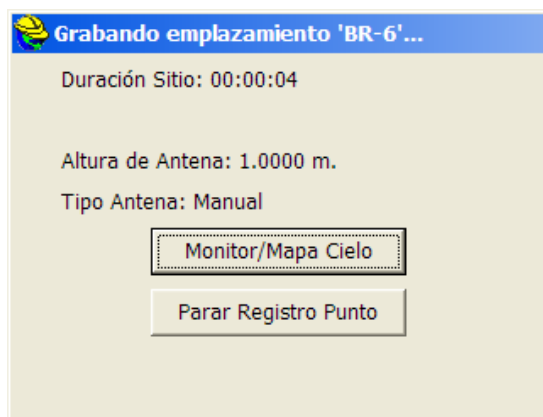 Grabando emplazamiento 'BR-6'...
Duración Sitio: 00:00:04
Altura de Antena: 1.0000 m.
Tipo Antena: Manual
Monitor/Mapa Cielo
Parar Registro Punto